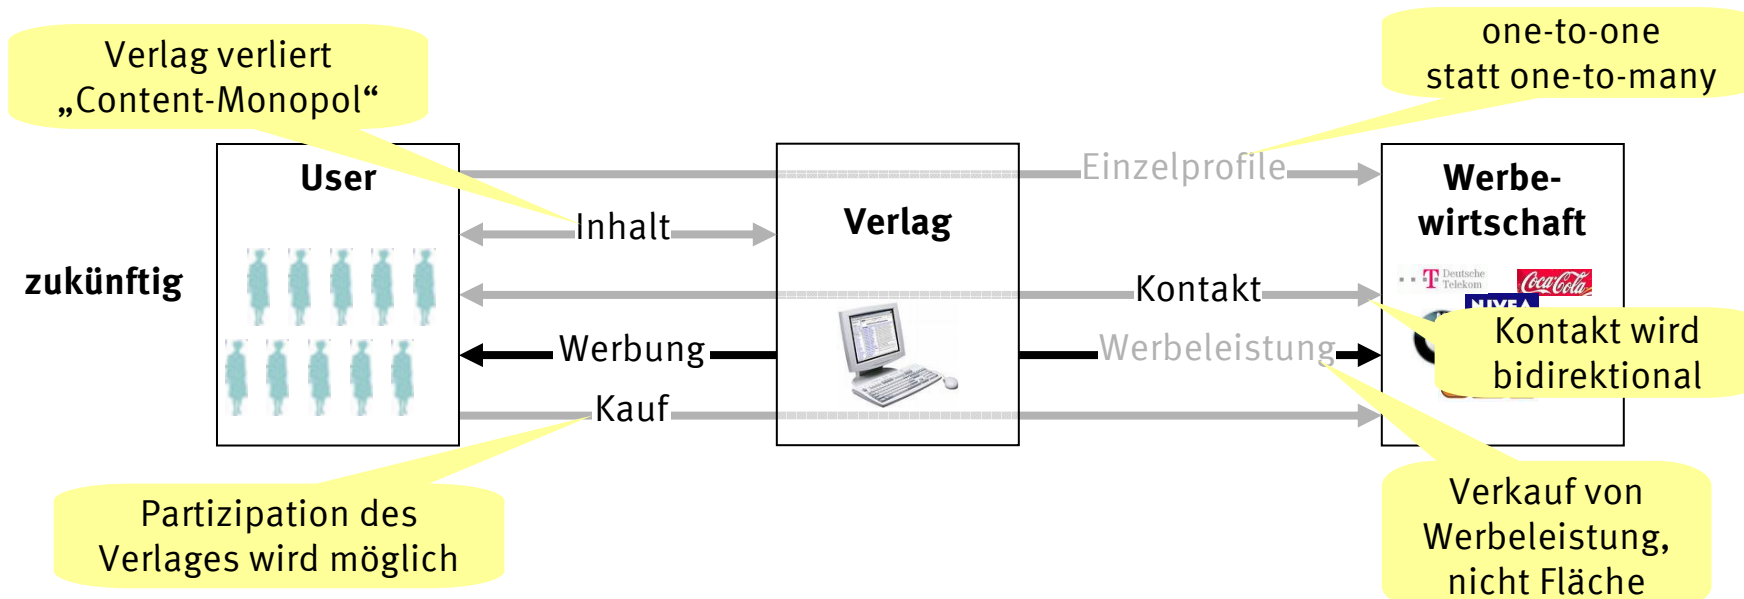 Verlag verliert
„Content-Monopol“
one-to-one
statt one-to-many
User
Verlag
Werbe-
wirtschaft
Einzelprofile
Inhalt
zukünftig
Kontakt
Deutsche
Telekom
Coca-Cola
NIVEA
Werbung
Werbeleistung
Kontakt wird
bidirektional
Kauf
Partizipation des
Verlages wird möglich
Verkauf von
Werbeleistung,
nicht Fläche